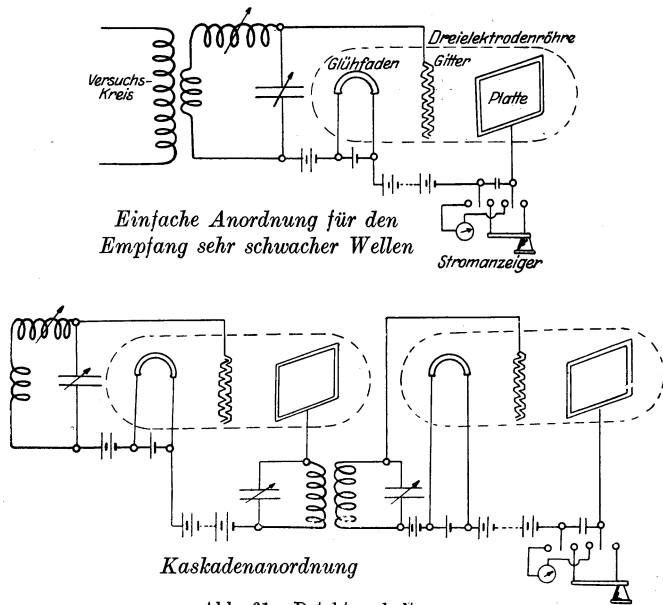 Dreielektrodenröhre
Glühfaden
Gitter
Versuchs-
Kreis
Platte
Einfache Anordnung für den
Empfang sehr schwacher Wellen
Stromanzeiger
Kaskadenanordnung